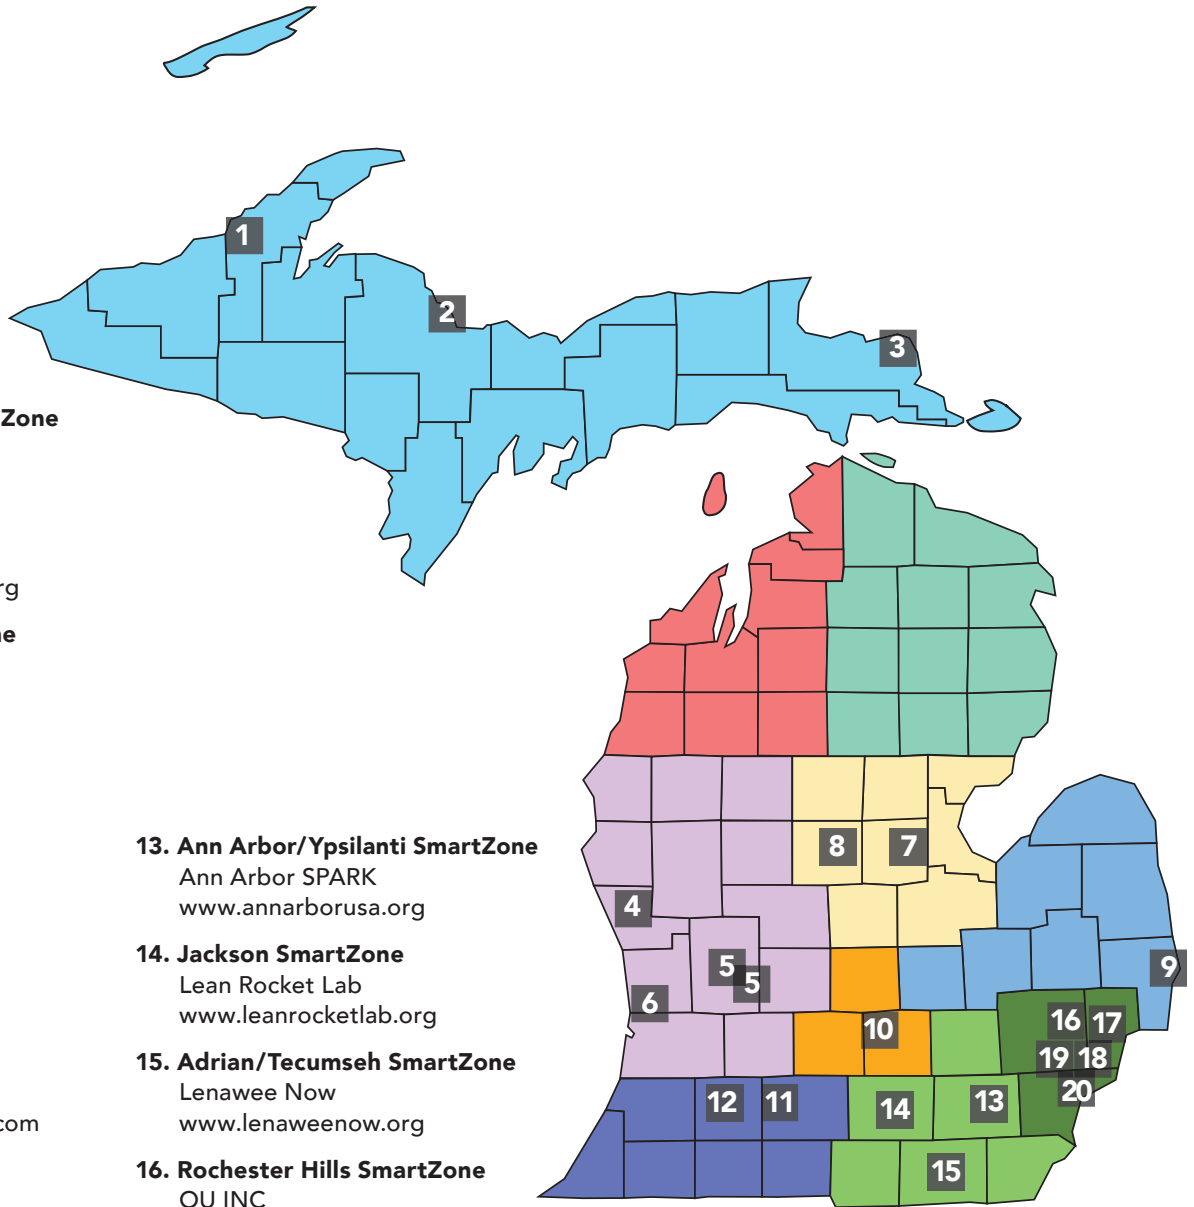 Zone
rg
ne
com
13. Ann Arbor/Ypsilanti SmartZone
Ann Arbor SPARK
www.annarborusa.org
14. Jackson SmartZone
Lean Rocket Lab
www.leanrocketlab.org
15. Adrian/Tecumseh SmartZone
Lenawee Now
www.lenaweenow.org
16. Rochester Hills SmartZone
OU INC
1
2
3
4
5
5
6
8
7
9
10
12
11
14
13
15
16
17
19
18
20